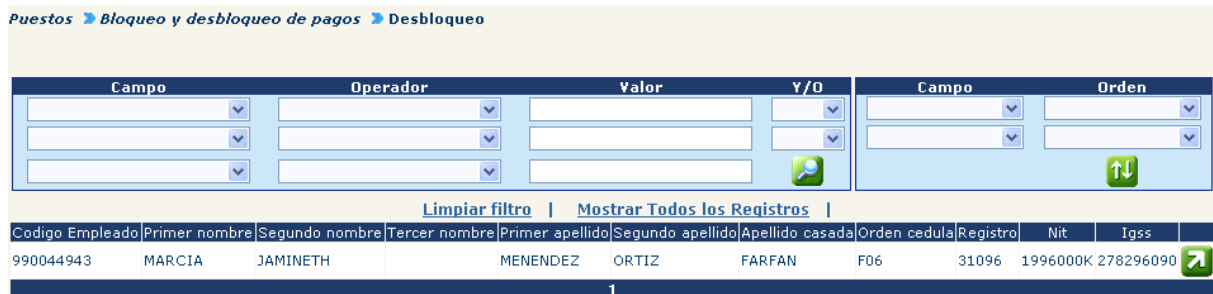 Puestos Bloqueo y desbloqueo de pagos Desbloqueo
Campo Operador Valor Y/O Campo Orden
Limpiar filtro | Mostrar Todos los Registros |
Codigo Empleado Primer nombre Segundo nombre Tercer nombre Primer apellido Segundo apellido Apellido casada Orden cedula Registro Nit Igss
990044943 MARCIA JAMINETH MENENDEZ ORTIZ FARFAN F06 31096 1996000K 278296090
1